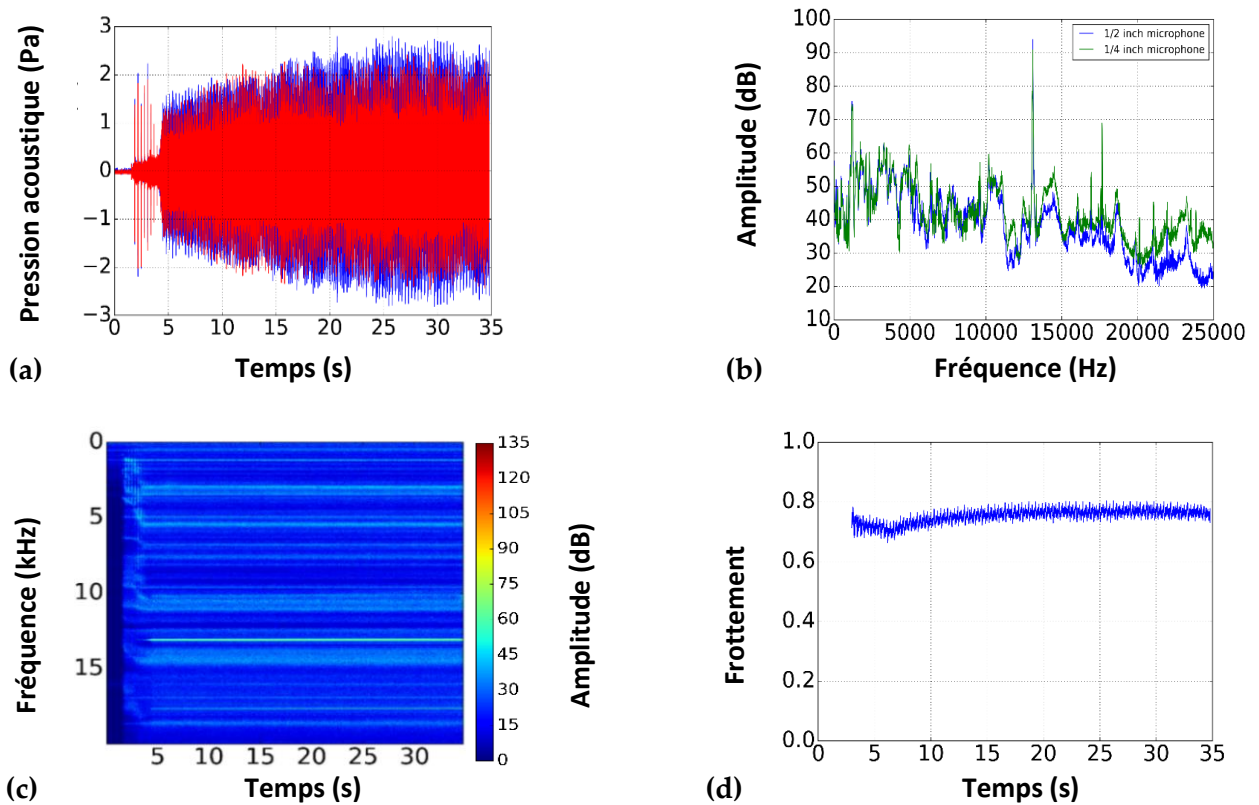 Pression acoustique (Pa)
3
2
1
0
−1
−2
−3
0 5 10 15 20 25 30 35
(a) Temps (s)
Amplitude (dB)
100
90
80
70
60
50
40
30
20
10
1/2 inch microphone
1/4 inch microphone
0 5000 10000 15000 20000 25000
(b) Fréquence (Hz)
Fréquence (kHz)
0
5
10
15
5 10 15 20 25 30
135
120
105
90
75
60
45
30
15
0
Amplitude (dB)
(c) Temps (s)
Frottement
1.0
0.8
0.6
0.4
0.2
0.0
0 5 10 15 20 25 30 35
(d) Temps (s)